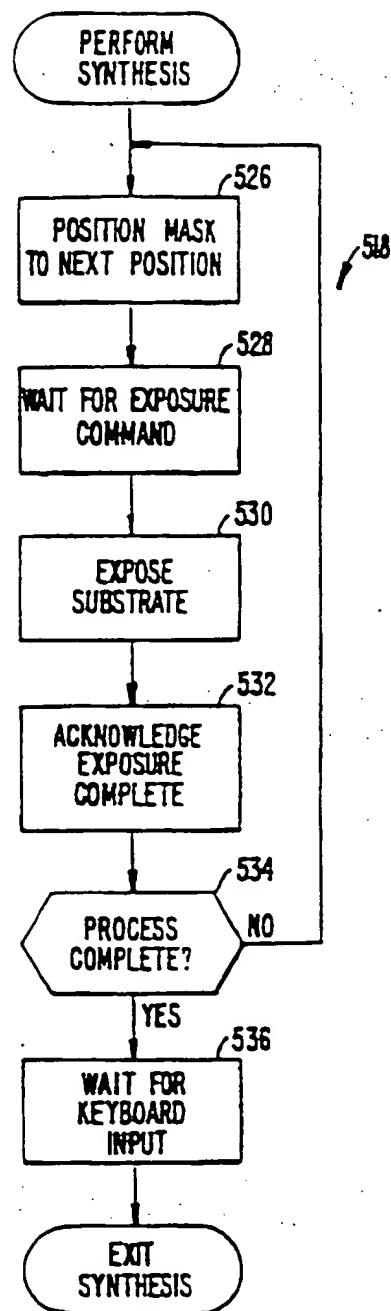 PERFORM
SYNTHESIS
526
POSITION MASK
TO NEXT POSITION
518
528
WAIT FOR EXPOSURE
COMMAND
530
EXPOSE
SUBSTRATE
532
ACKNOWLEDGE
EXPOSURE
COMPLETE
534
PROCESS
COMPLETE?
NO
YES
536
WAIT FOR
KEYBOARD
INPUT
EXIT
SYNTHESIS